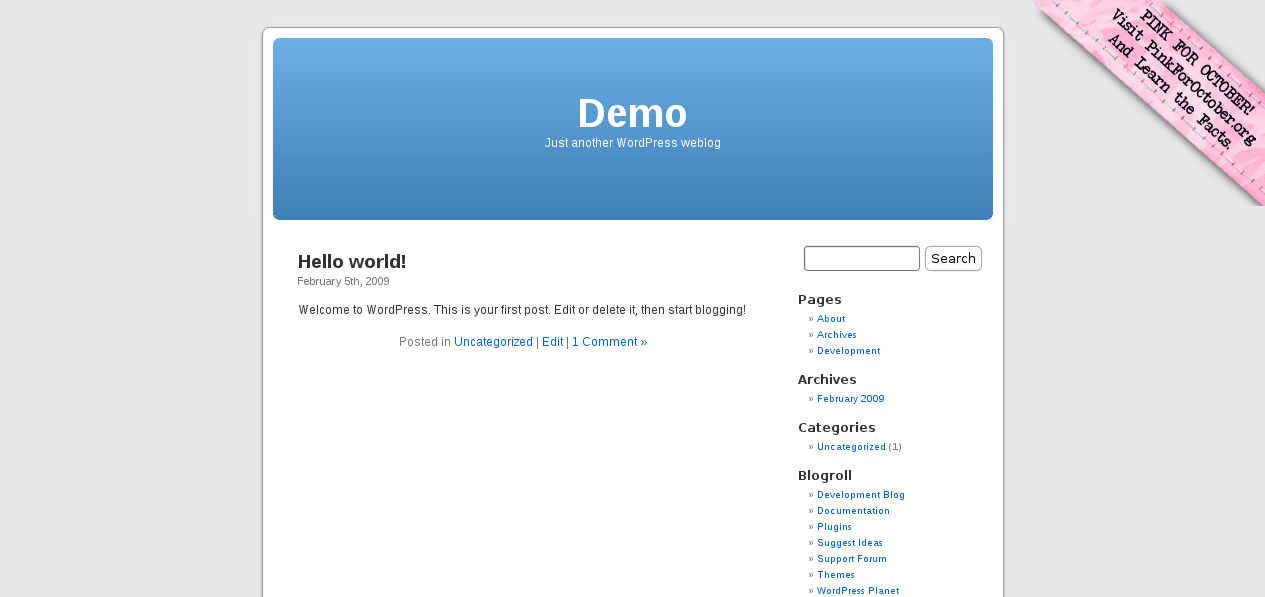 PINK FOR OCTOBER!
Visit PinkForOctober.org
And Learn the Facts.
Demo
Just another WordPress weblog
Hello world!
February 5th, 2009
Welcome to WordPress. This is your first post. Edit or delete it, then start blogging!
Posted in Uncategorized | Edit | 1 Comment »
Search
Pages
» About
» Archives
» Development
Archives
» February 2009
Categories
» Uncategorized (1)
Blogroll
» Development Blog
» Documentation
» Plugins
» Suggest Ideas
» Support Forum
» Themes
» WordPress Planet